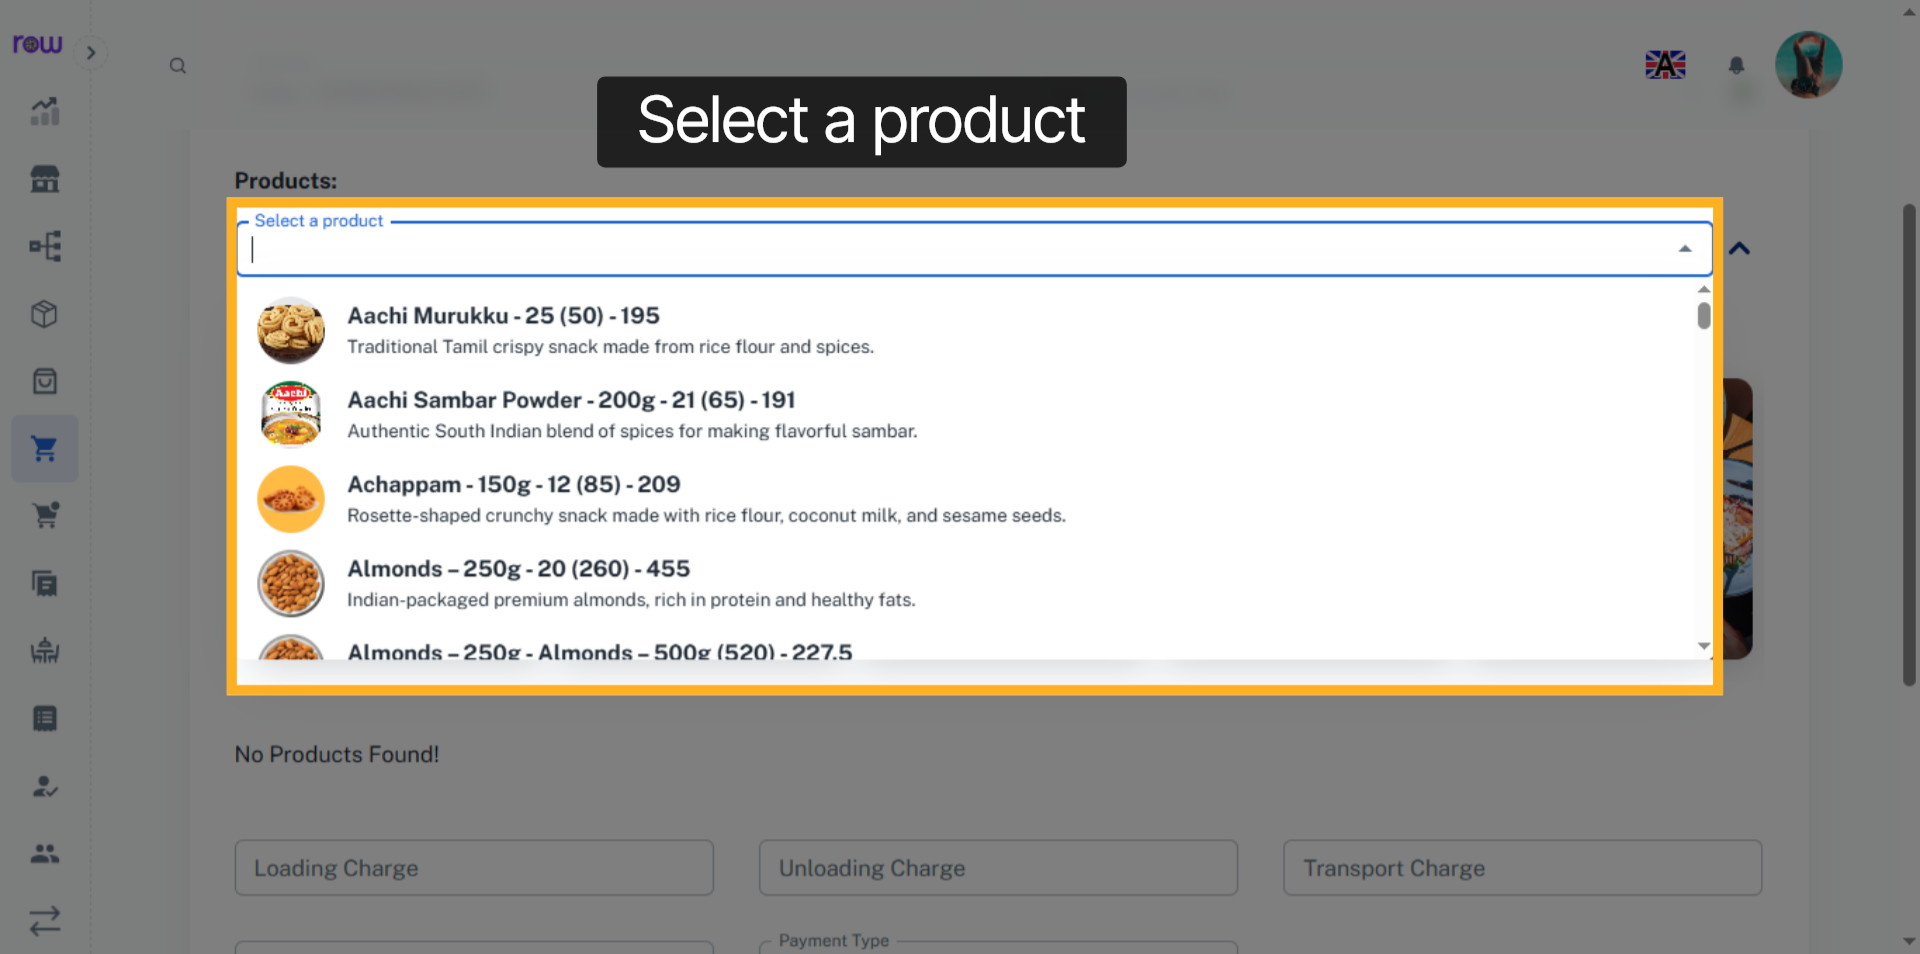 row
A
Select a product
Products:
Select a product
Aachi Murukku - 25 (50) - 195
Traditional Tamil crispy snack made from rice flour and spices.
Aachi
Aachi Sambar Powder - 200g - 21 (65) - 191
Authentic South Indian blend of spices for making flavorful sambar.
Achappam - 150g - 12 (85) - 209
Rosette-shaped crunchy snack made with rice flour, coconut milk, and sesame seeds.
Almonds – 250g - 20 (260) - 455
Indian-packaged premium almonds, rich in protein and healthy fats.
Almonds – 250g - Almonds – 500g (520) - 227.5
No Products Found!
Loading Charge
Unloading Charge
Transport Charge
Payment Type